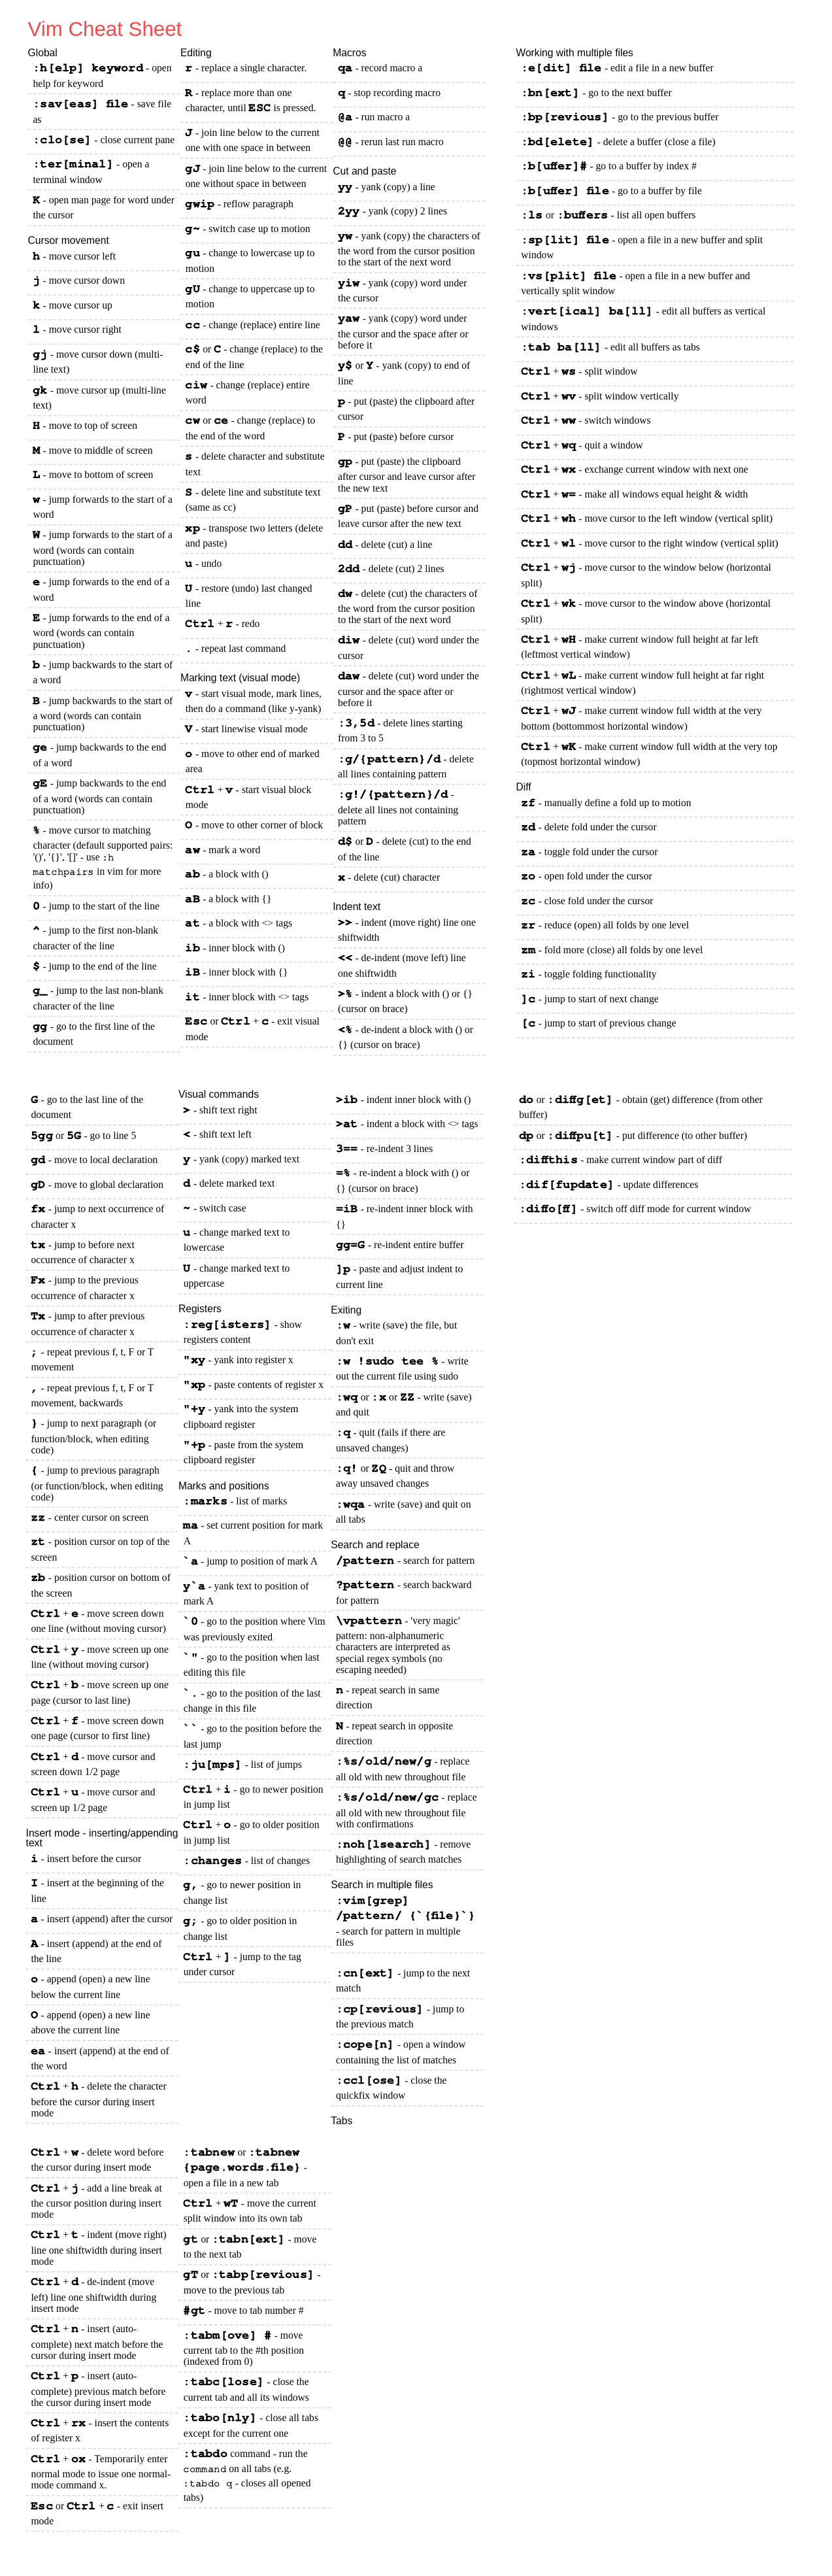 Vim Cheat Sheet
Global
:h[elp] keyword - open
help for keyword
:sav[eas] file - save file
as
:clo[se] - close current pane
:ter[minal] - open a
terminal window
K - open man page for word under
the cursor
Cursor movement
h - move cursor left
j - move cursor down
k - move cursor up
l - move cursor right
gj - move cursor down (multi-
line text)
gk - move cursor up (multi-line
text)
H - move to top of screen
M - move to middle of screen
L - move to bottom of screen
w - jump forwards to the start of a
word
W - jump forwards to the start of a
word (words can contain
punctuation)
e - jump forwards to the end of a
word
E - jump forwards to the end of a
word (words can contain
punctuation)
b - jump backwards to the start of
a word
B - jump backwards to the start of
a word (words can contain
punctuation)
ge - jump backwards to the end
of a word
gE - jump backwards to the end
of a word (words can contain
punctuation)
% - move cursor to matching
character (default supported pairs:
'()', '{}', '[]' - use :h
matchpairs in vim for more
info)
0 - jump to the start of the line
^ - jump to the first non-blank
character of the line
$ - jump to the end of the line
g_ - jump to the last non-blank
character of the line
gg - go to the first line of the
document
Editing
r - replace a single character.
R - replace more than one
character, until ESC is pressed.
J - join line below to the current
one with one space in between
gJ - join line below to the current
one without space in between
gwip - reflow paragraph
g~ - switch case up to motion
gu - change to lowercase up to
motion
gU - change to uppercase up to
motion
cc - change (replace) entire line
c$ or C - change (replace) to the
end of the line
ciw - change (replace) entire
word
cw or ce - change (replace) to
the end of the word
s - delete character and substitute
text
S - delete line and substitute text
(same as cc)
xp - transpose two letters (delete
and paste)
u - undo
U - restore (undo) last changed
line
Ctrl + r - redo
. - repeat last command
Marking text (visual mode)
v - start visual mode, mark lines,
then do a command (like y-yank)
V - start linewise visual mode
o - move to other end of marked
area
Ctrl + v - start visual block
mode
O - move to other corner of block
aw - mark a word
ab - a block with ()
aB - a block with {}
at - a block with <> tags
ib - inner block with ()
iB - inner block with {}
it - inner block with <> tags
Esc or Ctrl + c - exit visual
mode
Macros
qa - record macro a
q - stop recording macro
@a - run macro a
@@ - rerun last run macro
Cut and paste
yy - yank (copy) a line
2yy - yank (copy) 2 lines
yw - yank (copy) the characters of
the word from the cursor position
to the start of the next word
yiw - yank (copy) word under
the cursor
yaw - yank (copy) word under
the cursor and the space after or
before it
y$ or Y - yank (copy) to end of
line
p - put (paste) the clipboard after
cursor
P - put (paste) before cursor
gp - put (paste) the clipboard
after cursor and leave cursor after
the new text
gP - put (paste) before cursor and
leave cursor after the new text
dd - delete (cut) a line
2dd - delete (cut) 2 lines
dw - delete (cut) the characters of
the word from the cursor position
to the start of the next word
diw - delete (cut) word under the
cursor
daw - delete (cut) word under the
cursor and the space after or
before it
:3,5d - delete lines starting
from 3 to 5
:g/{pattern}/d - delete
all lines containing pattern
:g!/{pattern}/d -
delete all lines not containing
pattern
d$ or D - delete (cut) to the end
of the line
x - delete (cut) character
Indent text
>> - indent (move right) line one
shiftwidth
<< - de-indent (move left) line
one shiftwidth
>% - indent a block with () or {}
(cursor on brace)
<% - de-indent a block with () or
{} (cursor on brace)
Working with multiple files
:e[dit] file - edit a file in a new buffer
:bn[ext] - go to the next buffer
:bp[revious] - go to the previous buffer
:bd[elete] - delete a buffer (close a file)
:b[uffer]# - go to a buffer by index #
:b[uffer] file - go to a buffer by file
:ls or :buffers - list all open buffers
:sp[lit] file - open a file in a new buffer and split
window
:vs[plit] file - open a file in a new buffer and
vertically split window
:vert[ical] ba[ll] - edit all buffers as vertical
windows
:tab ba[ll] - edit all buffers as tabs
Ctrl + ws - split window
Ctrl + wv - split window vertically
Ctrl + ww - switch windows
Ctrl + wq - quit a window
Ctrl + wx - exchange current window with next one
Ctrl + w= - make all windows equal height & width
Ctrl + wh - move cursor to the left window (vertical split)
Ctrl + wl - move cursor to the right window (vertical split)
Ctrl + wj - move cursor to the window below (horizontal
split)
Ctrl + wk - move cursor to the window above (horizontal
split)
Ctrl + wH - make current window full height at far left
(leftmost vertical window)
Ctrl + wL - make current window full height at far right
(rightmost vertical window)
Ctrl + wJ - make current window full width at the very
bottom (bottommost horizontal window)
Ctrl + wK - make current window full width at the very top
(topmost horizontal window)
Diff
zf - manually define a fold up to motion
zd - delete fold under the cursor
za - toggle fold under the cursor
zo - open fold under the cursor
zc - close fold under the cursor
zr - reduce (open) all folds by one level
zm - fold more (close) all folds by one level
zi - toggle folding functionality
]c - jump to start of next change
[c - jump to start of previous change
G - go to the last line of the
document
5gg or 5G - go to line 5
gd - move to local declaration
gD - move to global declaration
fx - jump to next occurrence of
character x
tx - jump to before next
occurrence of character x
Fx - jump to the previous
occurrence of character x
Tx - jump to after previous
occurrence of character x
; - repeat previous f, t, F or T
movement
, - repeat previous f, t, F or T
movement, backwards
} - jump to next paragraph (or
function/block, when editing
code)
{ - jump to previous paragraph
(or function/block, when editing
code)
zz - center cursor on screen
zt - position cursor on top of the
screen
zb - position cursor on bottom of
the screen
Ctrl + e - move screen down
one line (without moving cursor)
Ctrl + y - move screen up one
line (without moving cursor)
Ctrl + b - move screen up one
page (cursor to last line)
Ctrl + f - move screen down
one page (cursor to first line)
Ctrl + d - move cursor and
screen down 1/2 page
Ctrl + u - move cursor and
screen up 1/2 page
Insert mode - inserting/appending
text
i - insert before the cursor
I - insert at the beginning of the
line
a - insert (append) after the cursor
A - insert (append) at the end of
the line
o - append (open) a new line
below the current line
O - append (open) a new line
above the current line
ea - insert (append) at the end of
the word
Ctrl + h - delete the character
before the cursor during insert
mode
Visual commands
> - shift text right
< - shift text left
y - yank (copy) marked text
d - delete marked text
~ - switch case
u - change marked text to
lowercase
U - change marked text to
uppercase
Registers
:reg[isters] - show
registers content
"xy - yank into register x
"xp - paste contents of register x
"+y - yank into the system
clipboard register
"+p - paste from the system
clipboard register
Marks and positions
:marks - list of marks
ma - set current position for mark
A
`a - jump to position of mark A
y`a - yank text to position of
mark A
`0 - go to the position where Vim
was previously exited
`" - go to the position when last
editing this file
`. - go to the position of the last
change in this file
`` - go to the position before the
last jump
:ju[mps] - list of jumps
Ctrl + i - go to newer position
in jump list
Ctrl + o - go to older position
in jump list
:changes - list of changes
g, - go to newer position in
change list
g; - go to older position in
change list
Ctrl + ] - jump to the tag
under cursor
>ib - indent inner block with ()
>at - indent a block with <> tags
3== - re-indent 3 lines
=% - re-indent a block with () or
{} (cursor on brace)
=iB - re-indent inner block with
{}
gg=G - re-indent entire buffer
]p - paste and adjust indent to
current line
Exiting
:w - write (save) the file, but
don't exit
:w !sudo tee % - write
out the current file using sudo
:wq or :x or ZZ - write (save)
and quit
:q - quit (fails if there are
unsaved changes)
:q! or ZQ - quit and throw
away unsaved changes
:wqa - write (save) and quit on
all tabs
Search and replace
/pattern - search for pattern
?pattern - search backward
for pattern
\vpattern - 'very magic'
pattern: non-alphanumeric
characters are interpreted as
special regex symbols (no
escaping needed)
n - repeat search in same
direction
N - repeat search in opposite
direction
:%s/old/new/g - replace
all old with new throughout file
:%s/old/new/gc - replace
all old with new throughout file
with confirmations
:noh[lsearch] - remove
highlighting of search matches
Search in multiple files
:vim[grep]
/pattern/ {`{file}`}
- search for pattern in multiple
files
:cn[ext] - jump to the next
match
:cp[revious] - jump to
the previous match
:cope[n] - open a window
containing the list of matches
:ccl[ose] - close the
quickfix window
Tabs
do or :diffg[et] - obtain (get) difference (from other
buffer)
dp or :diffpu[t] - put difference (to other buffer)
:diffthis - make current window part of diff
:dif[fupdate] - update differences
:diffo[ff] - switch off diff mode for current window
Ctrl + w - delete word before
the cursor during insert mode
Ctrl + j - add a line break at
the cursor position during insert
mode
Ctrl + t - indent (move right)
line one shiftwidth during insert
mode
Ctrl + d - de-indent (move
left) line one shiftwidth during
insert mode
Ctrl + n - insert (auto-
complete) next match before the
cursor during insert mode
Ctrl + p - insert (auto-
complete) previous match before
the cursor during insert mode
Ctrl + rx - insert the contents
of register x
Ctrl + ox - Temporarily enter
normal mode to issue one normal-
mode command x.
Esc or Ctrl + c - exit insert
mode
:tabnew or :tabnew
{page.words.file} -
open a file in a new tab
Ctrl + wT - move the current
split window into its own tab
gt or :tabn[ext] - move
to the next tab
gT or :tabp[revious] -
move to the previous tab
#gt - move to tab number #
:tabm[ove] # - move
current tab to the #th position
(indexed from 0)
:tabc[lose] - close the
current tab and all its windows
:tabo[nly] - close all tabs
except for the current one
:tabdo command - run the
command on all tabs (e.g.
:tabdo q - closes all opened
tabs)